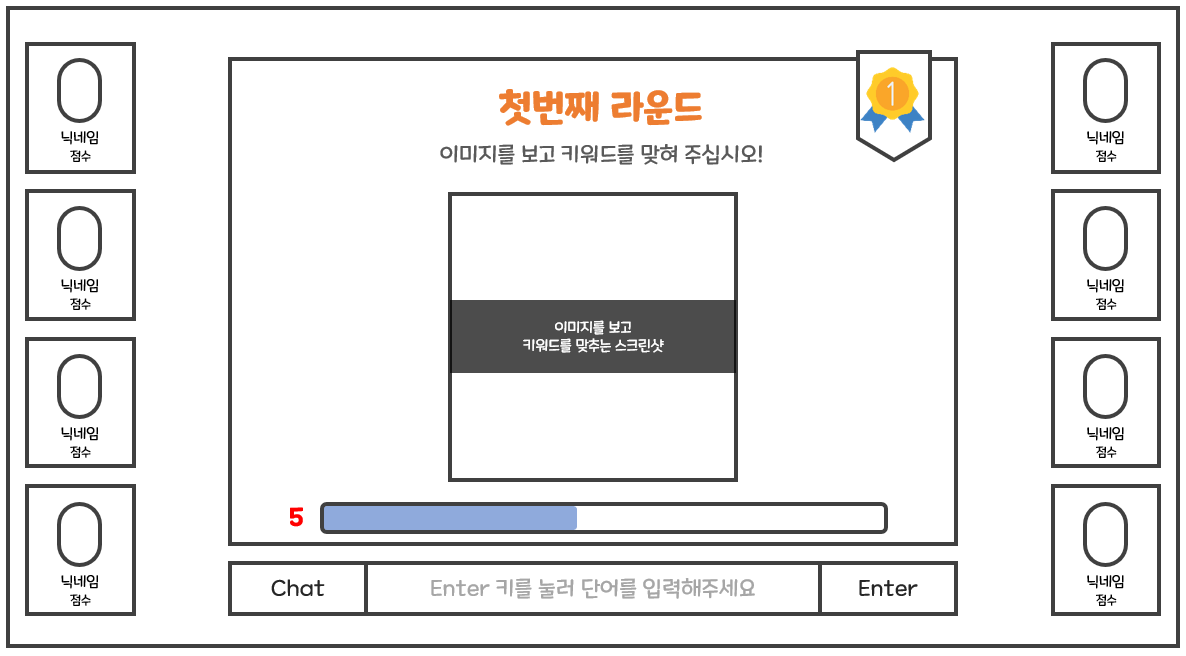 닉네임
점수
닉네임
점수
닉네임
점수
닉네임
점수
첫번째 라운드
1
이미지를 보고 키워드를 맞혀 주십시오!
이미지를 보고
키워드를 맞추는 스크린샷
5
Chat
Enter 키를 눌러 단어를 입력해주세요
Enter
닉네임
점수
닉네임
점수
닉네임
점수
닉네임
점수